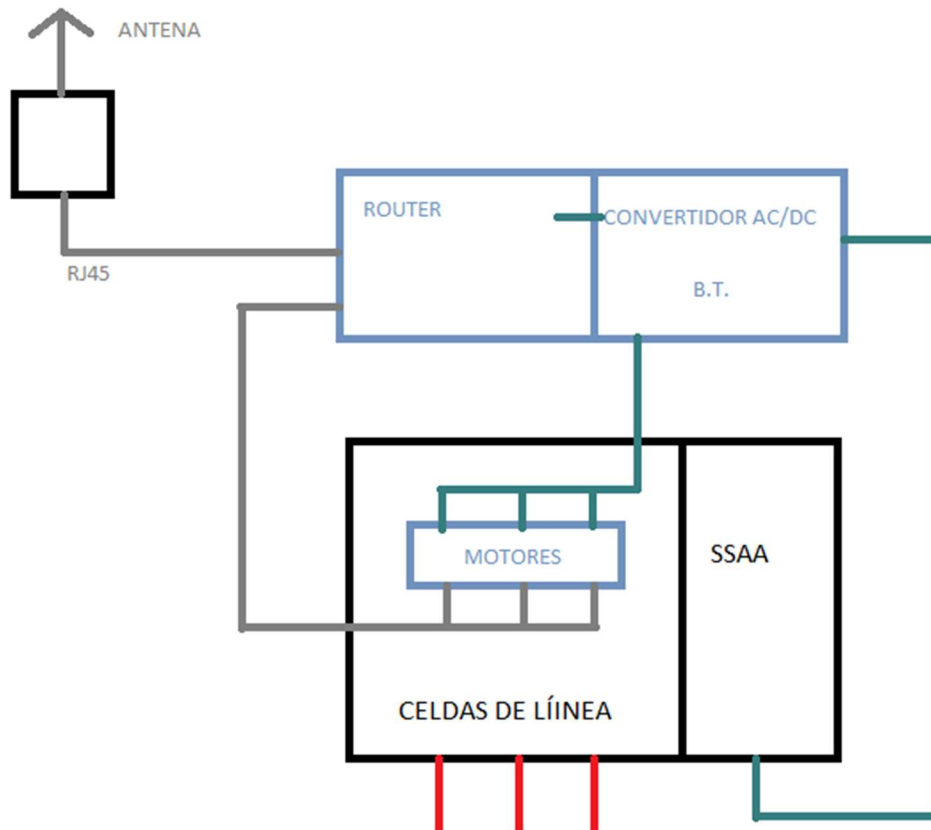 ANTENA
ROUTER
CONVERTIDOR AC/DC
RJ45
B.T.
MOTORES
SSAA
CELDAS DE LÍINEA